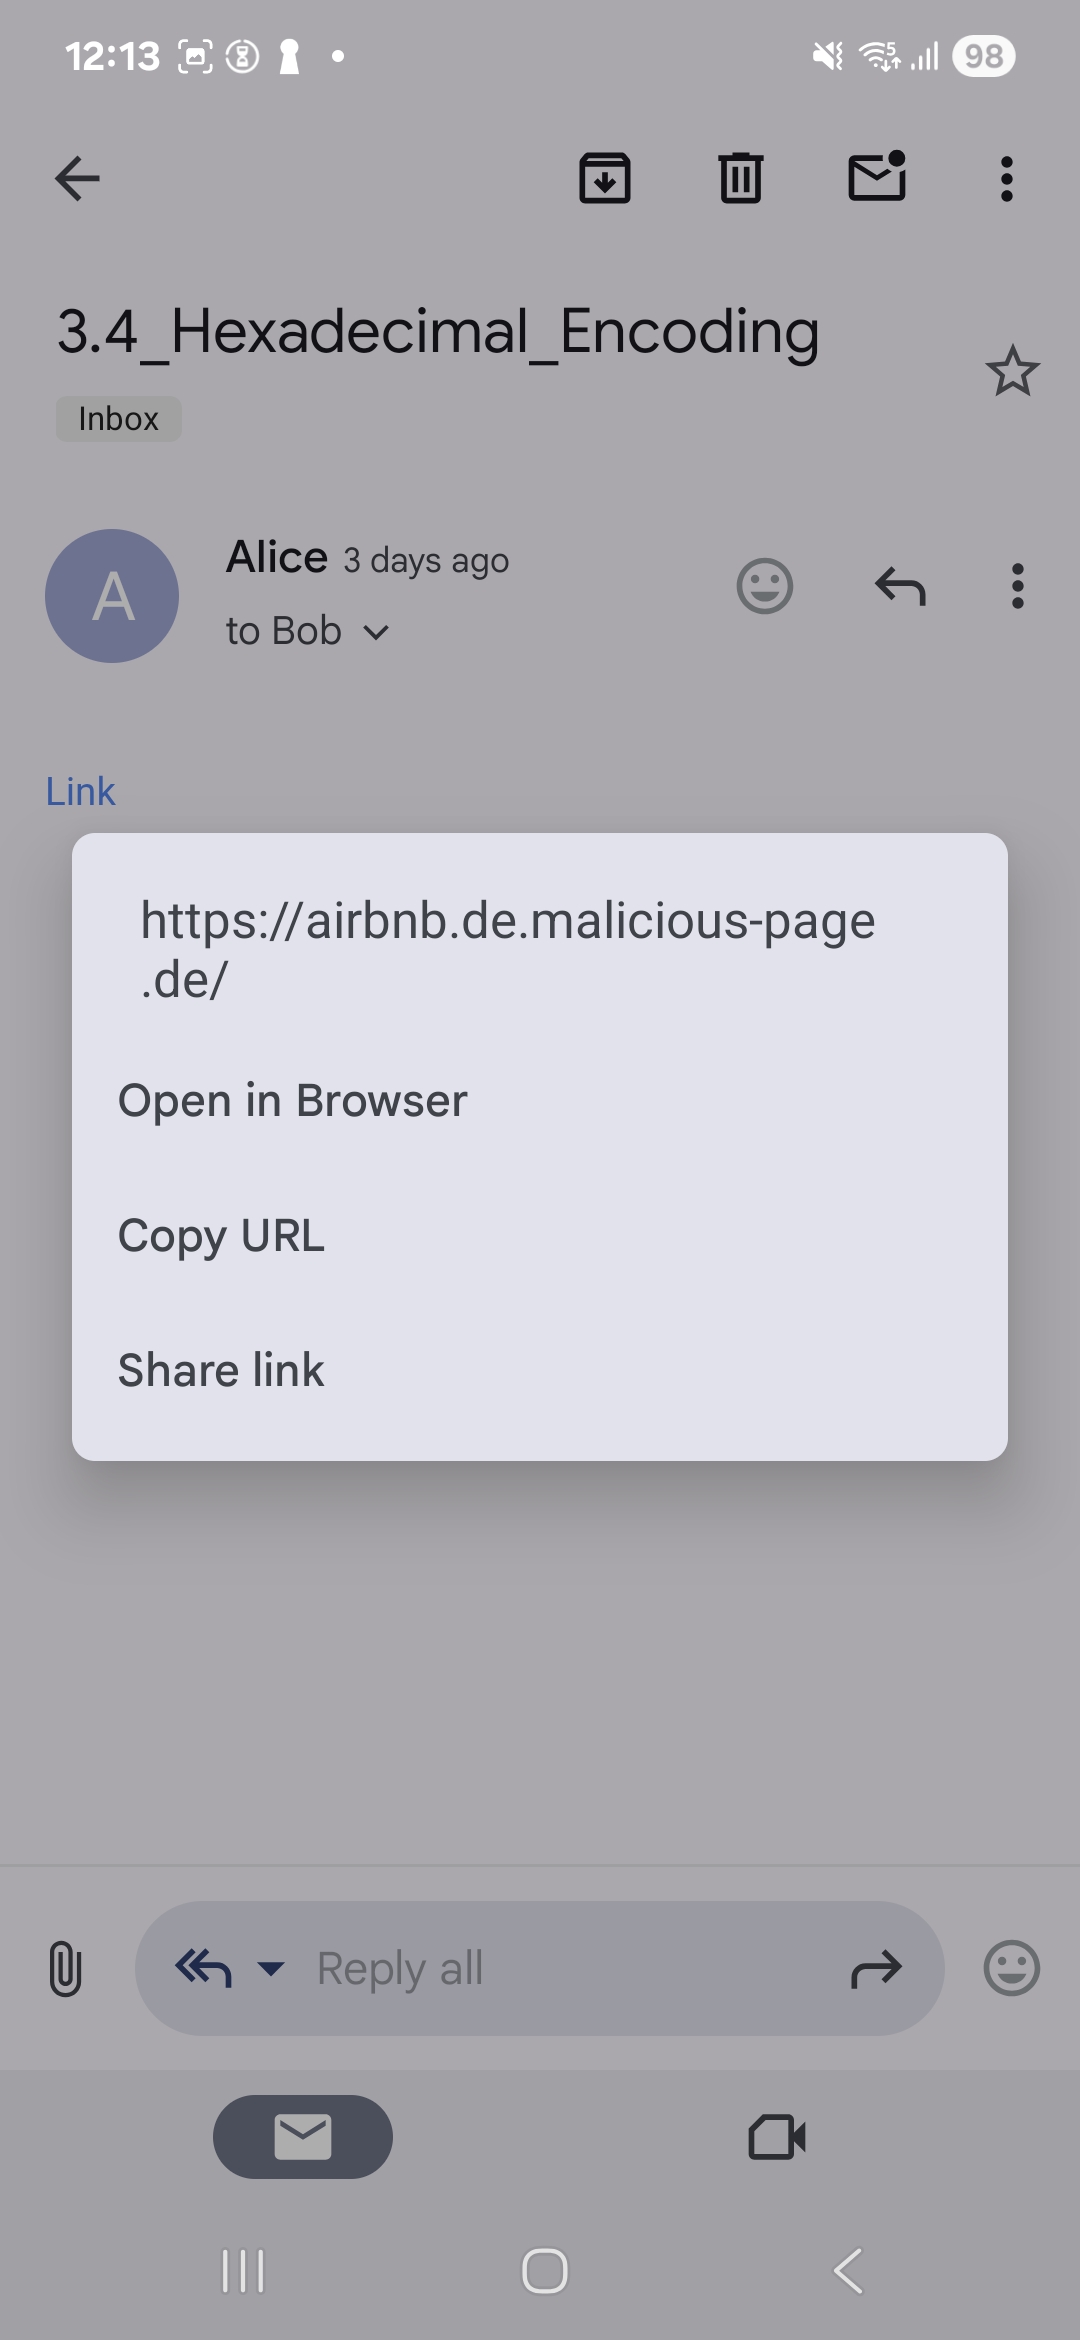 12:13
5
98
3.4_Hexadecimal_Encoding
Inbox
A
Alice 3 days ago
to Bob
Link
https://airbnb.de.malicious-page
.de/
Open in Browser
Copy URL
Share link
Reply all